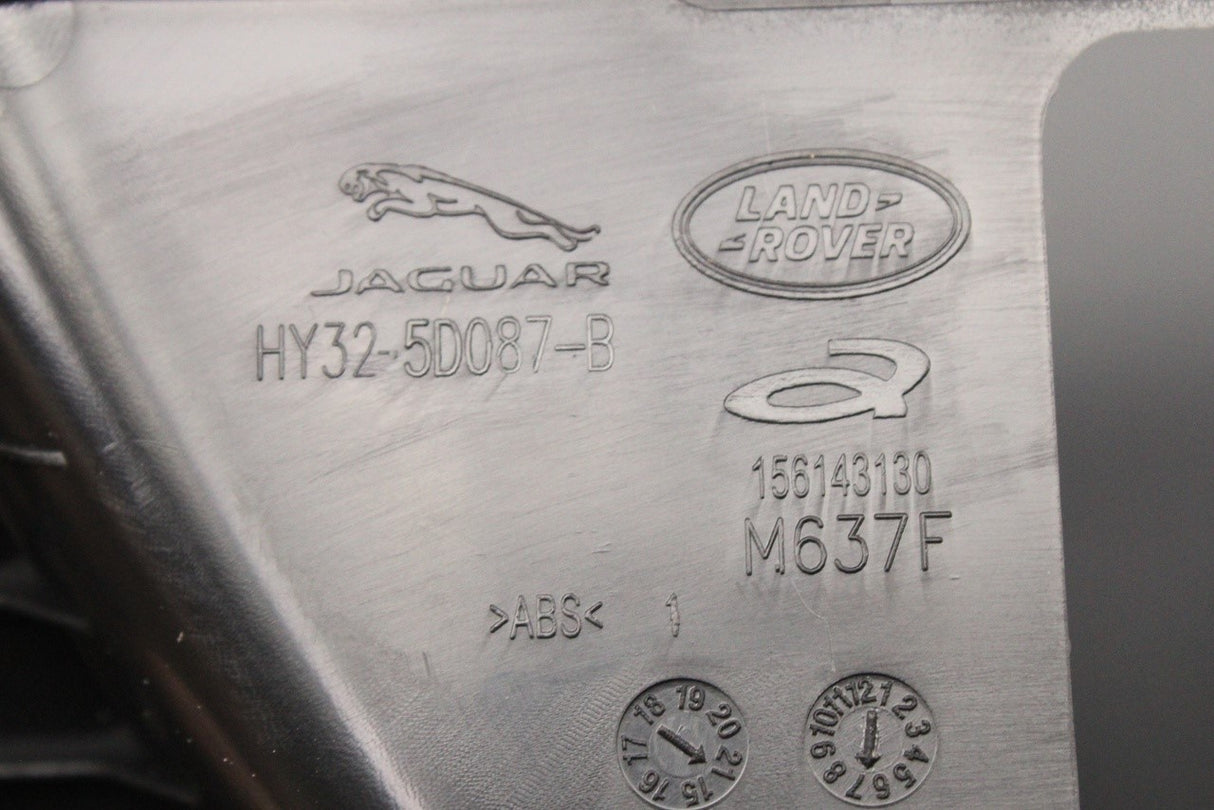 JAGUAR
HY32-5D087-B
LAND
ROVER
156143130
M637F
>ABS< 1
15 16 17 18 19 20 21
1 2 3 4 5 6 7 8 9 10 11 12